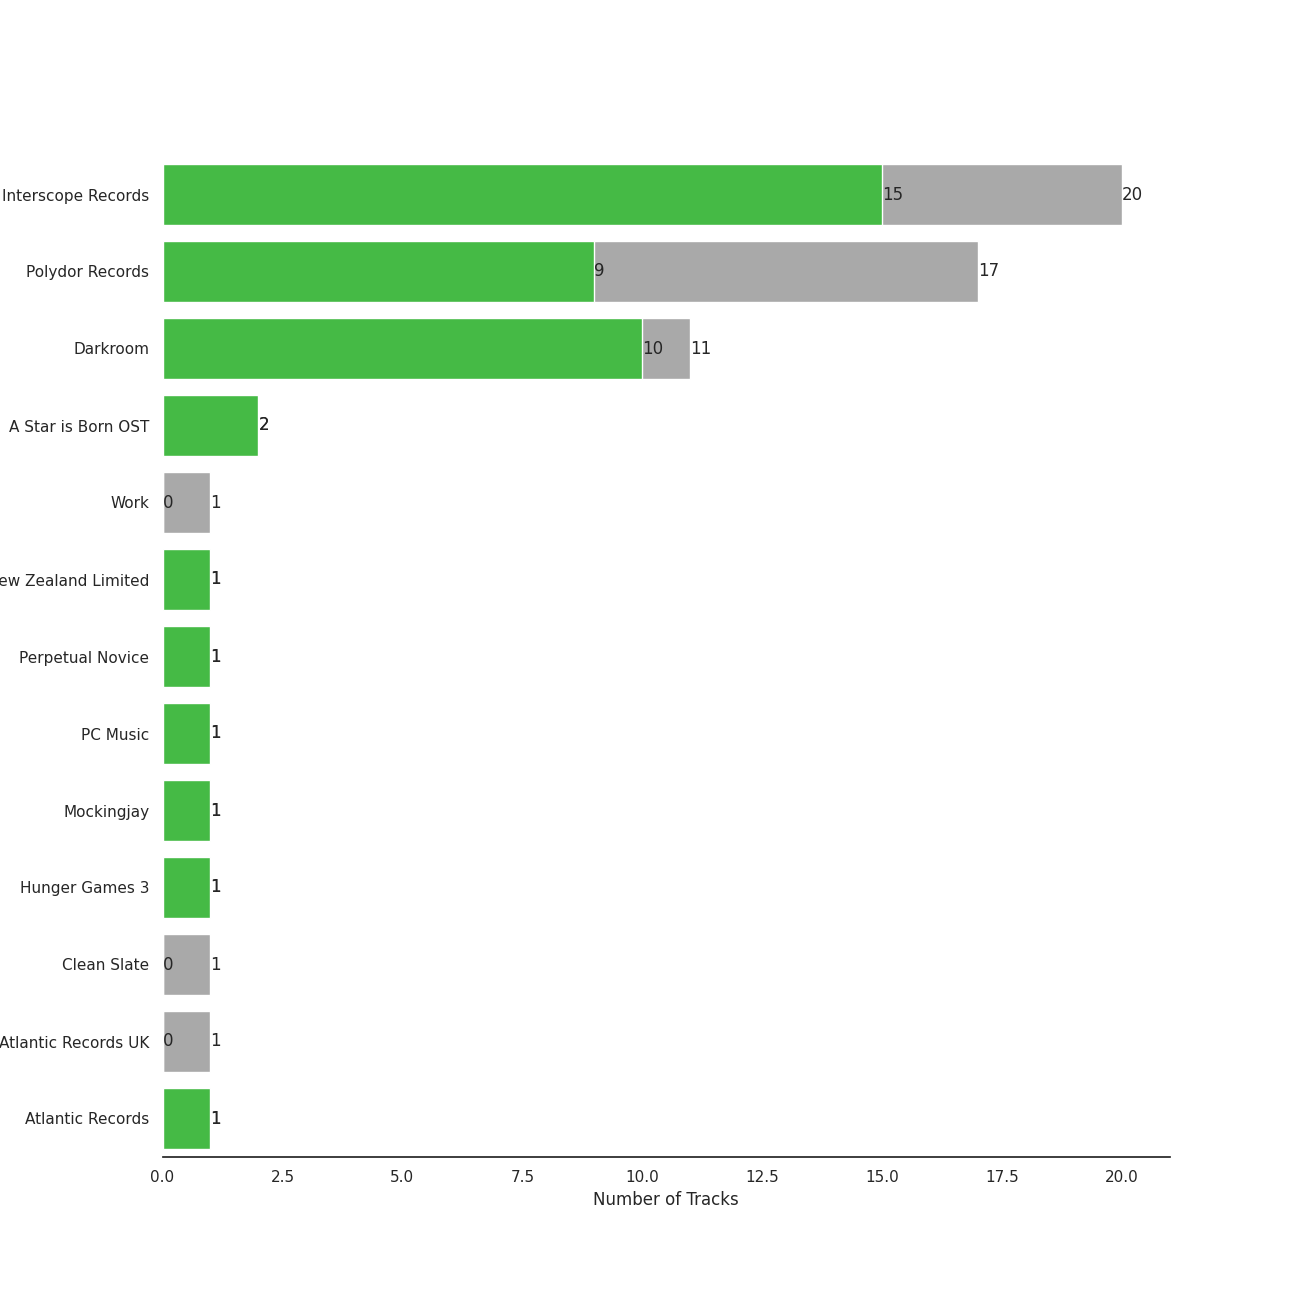 Interscope Records 15 20
Polydor Records 9 17
Darkroom 10 11
A Star is Born OST 2
Work 0 1
ew Zealand Limited 1
Perpetual Novice 1
PC Music 1
Mockingjay 1
Hunger Games 3 1
Clean Slate 0 1
Atlantic Records UK 0 1
Atlantic Records 1
0.0 2.5 5.0 7.5 10.0 12.5 15.0 17.5 20.0
Number of Tracks